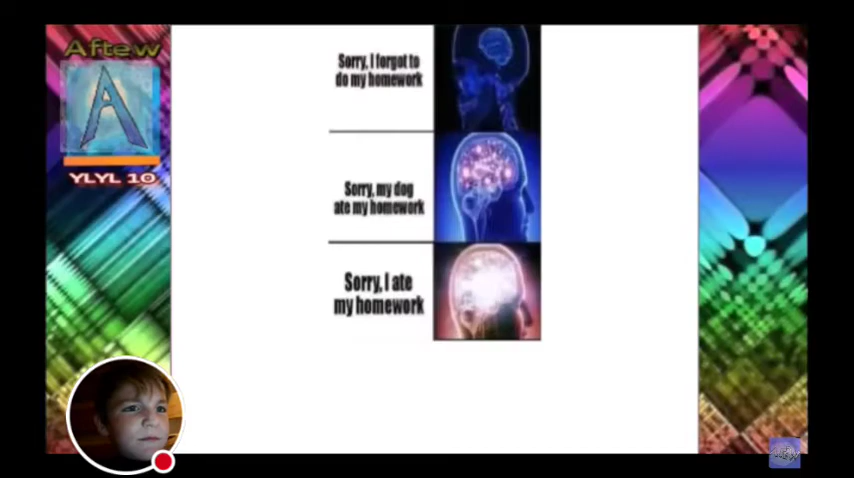 Aftew
A
YLYL 10
Sorry, I forgot to
do my homework
Sorry, my dog
ate my homework
Sorry, I ate
my homework